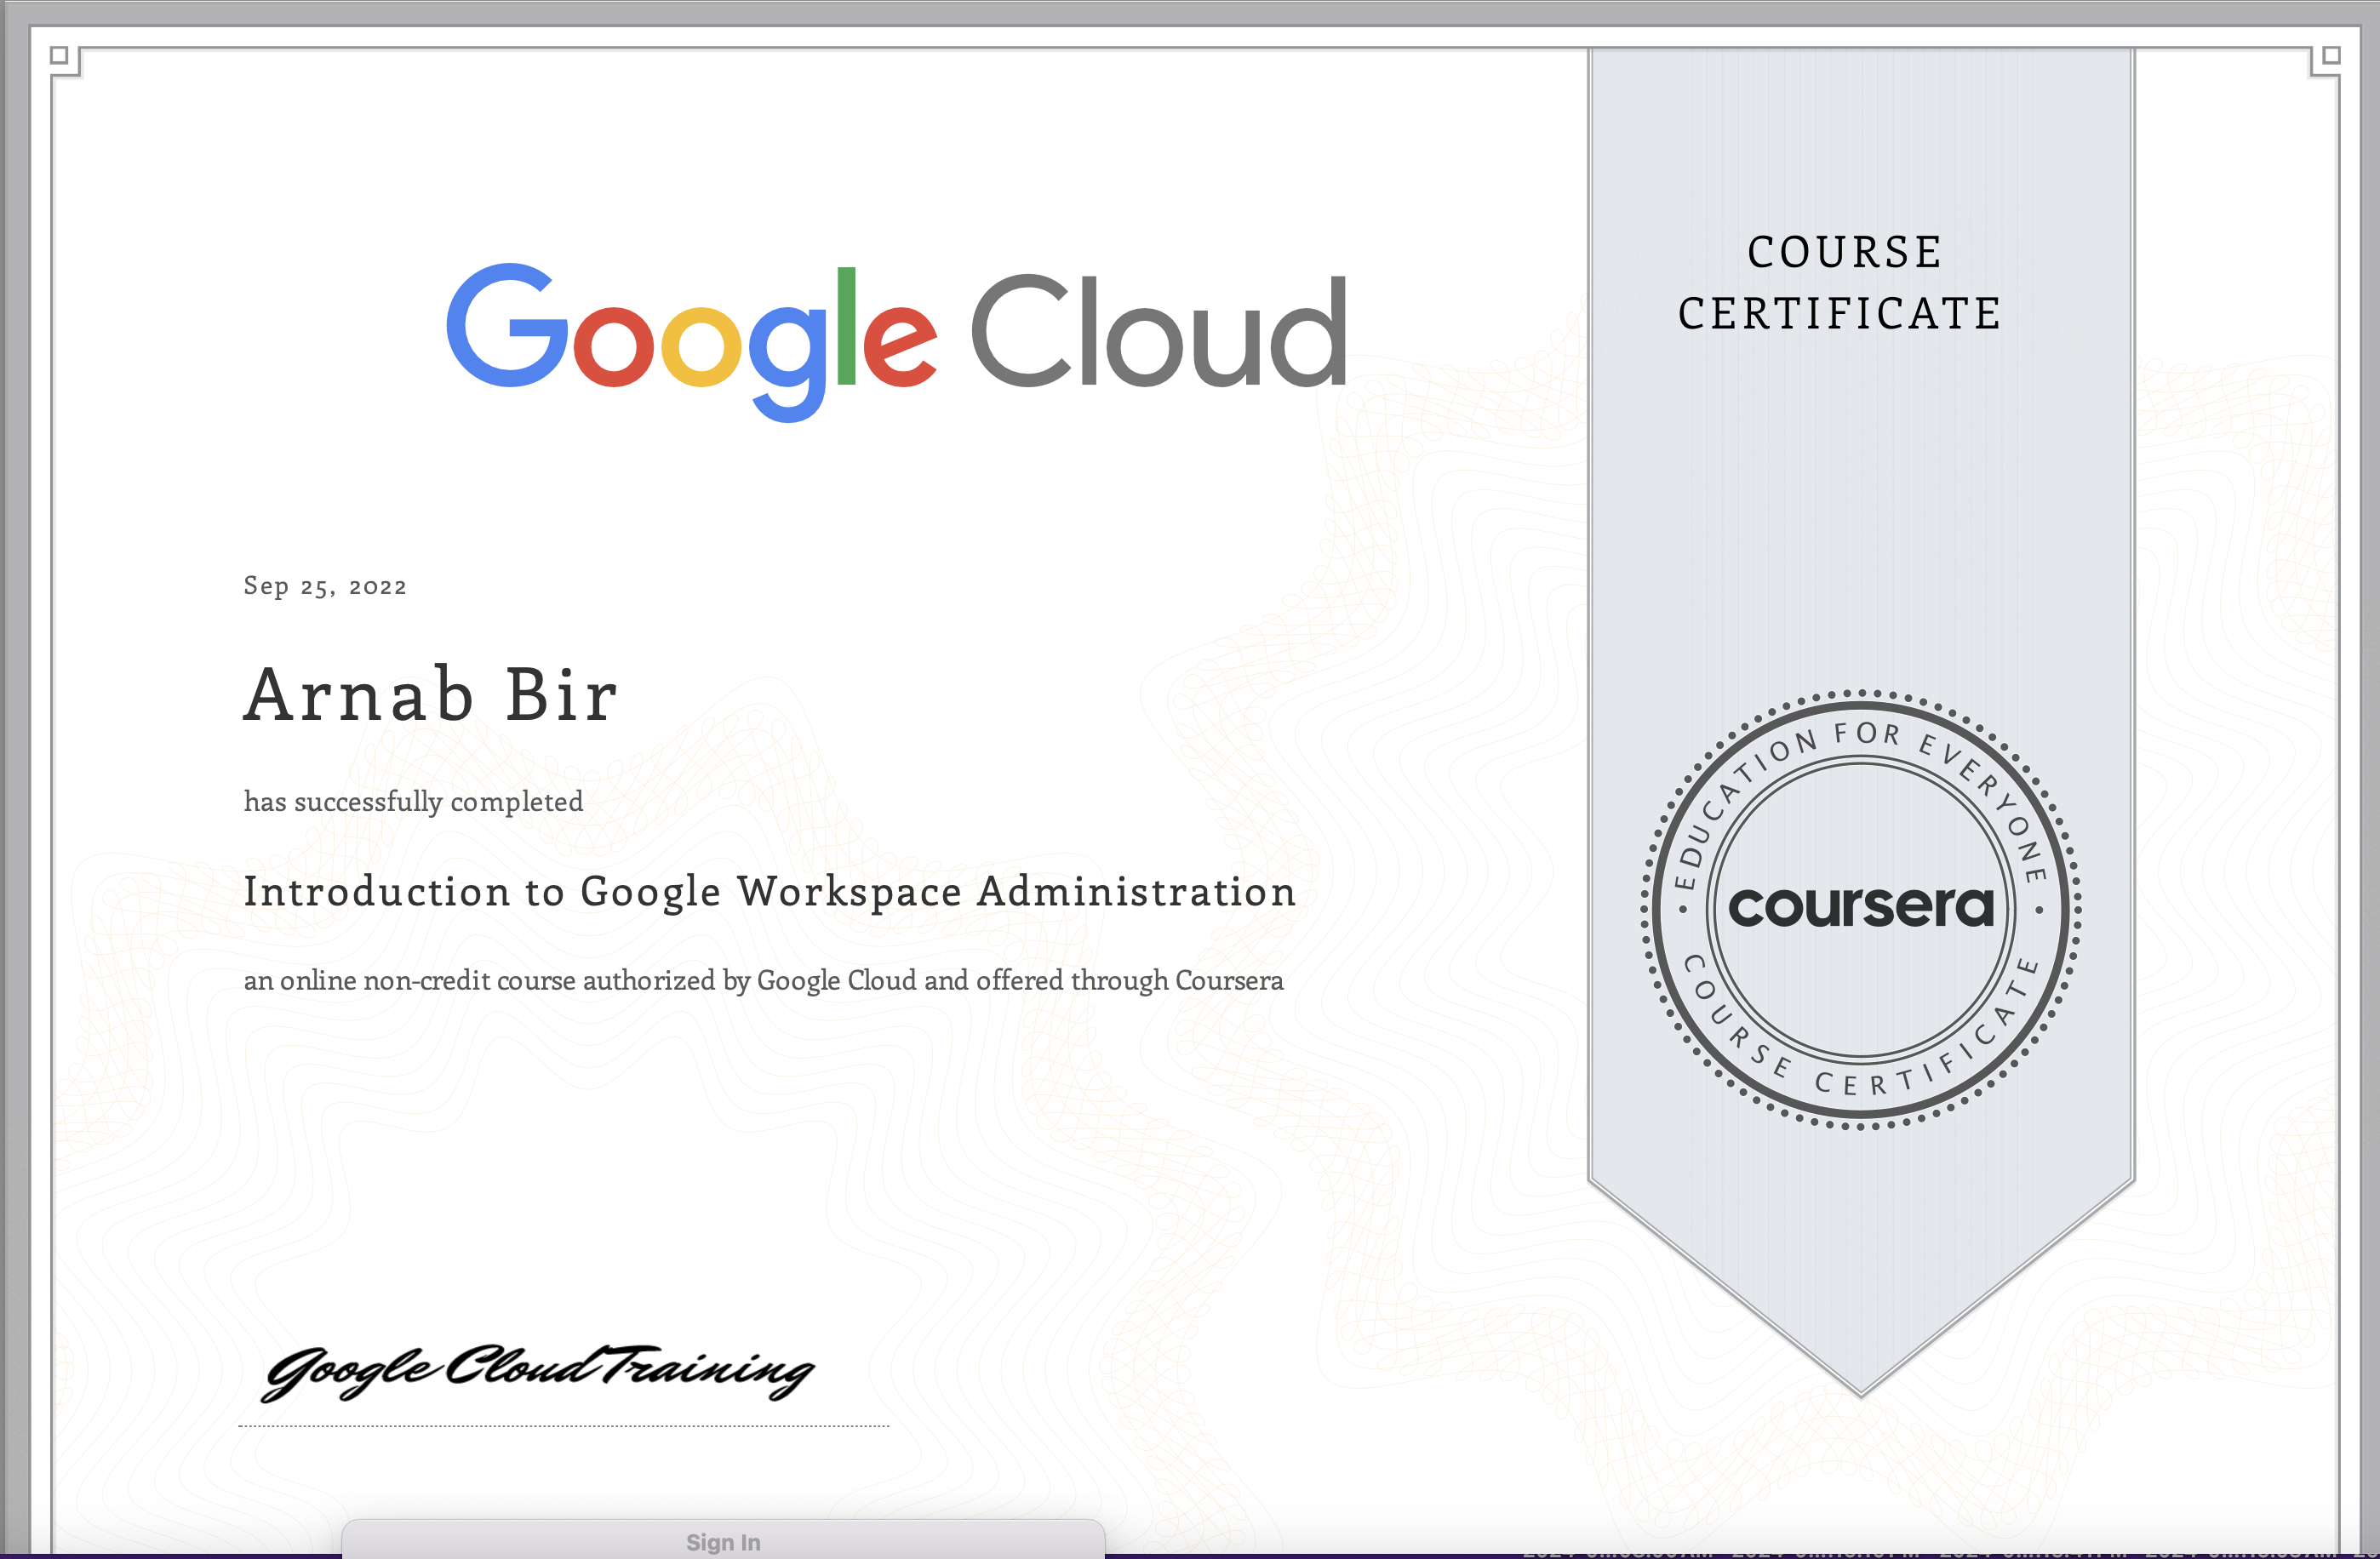 Google Cloud
COURSE
CERTIFICATE
Sep 25, 2022
Arnab Bir
has successfully completed
Introduction to Google Workspace Administration
an online non-credit course authorized by Google Cloud and offered through Coursera
EDUCATION FOR EVERYONE
coursera
COURSE CERTIFICATE
Google Cloud Training
Sign In